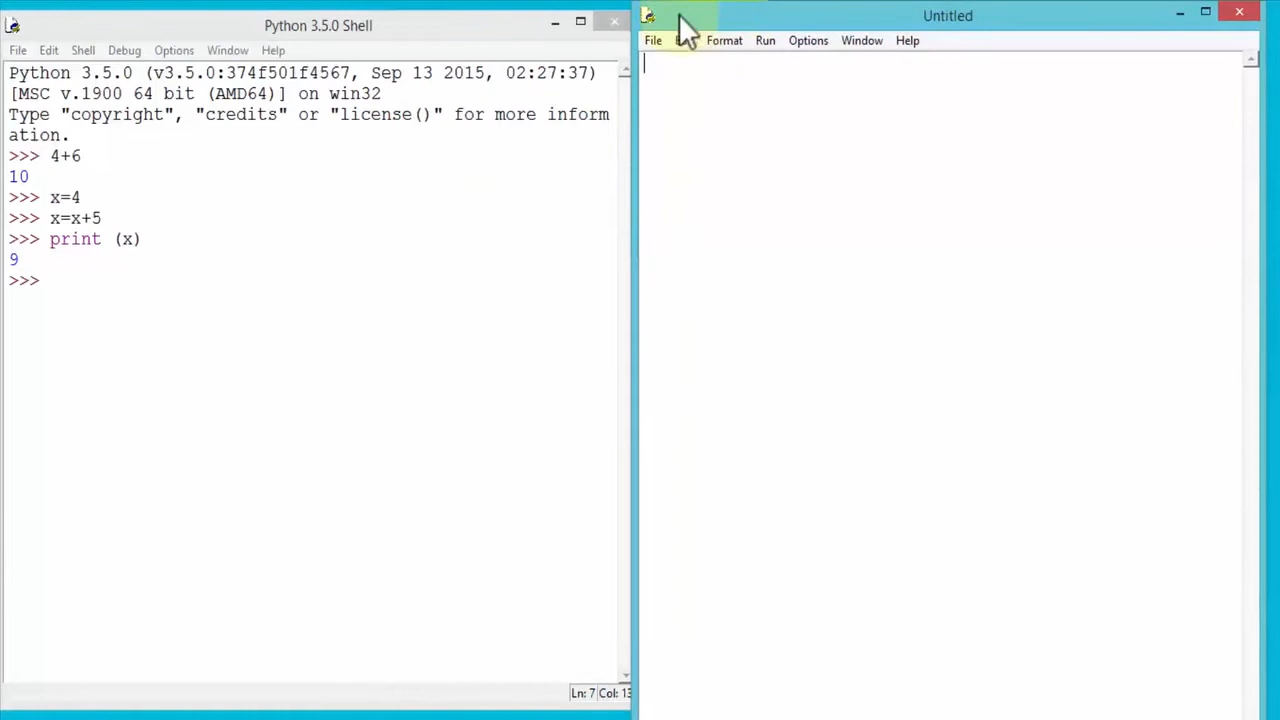 Python 3.5.0 Shell
File Edit Shell Debug Options Window Help
Python 3.5.0 (v3.5.0:374f501f4567, Sep 13 2015, 02:27:37)
[MSC v.1900 64 bit (AMD64)] on win32
Type "copyright", "credits" or "license()" for more inform
ation.
>>> 4+6
10
>>> x=4
>>> x=x+5
>>> print (x)
9
>>>
Ln: 7 Col: 13
Untitled
File Format Run Options Window Help